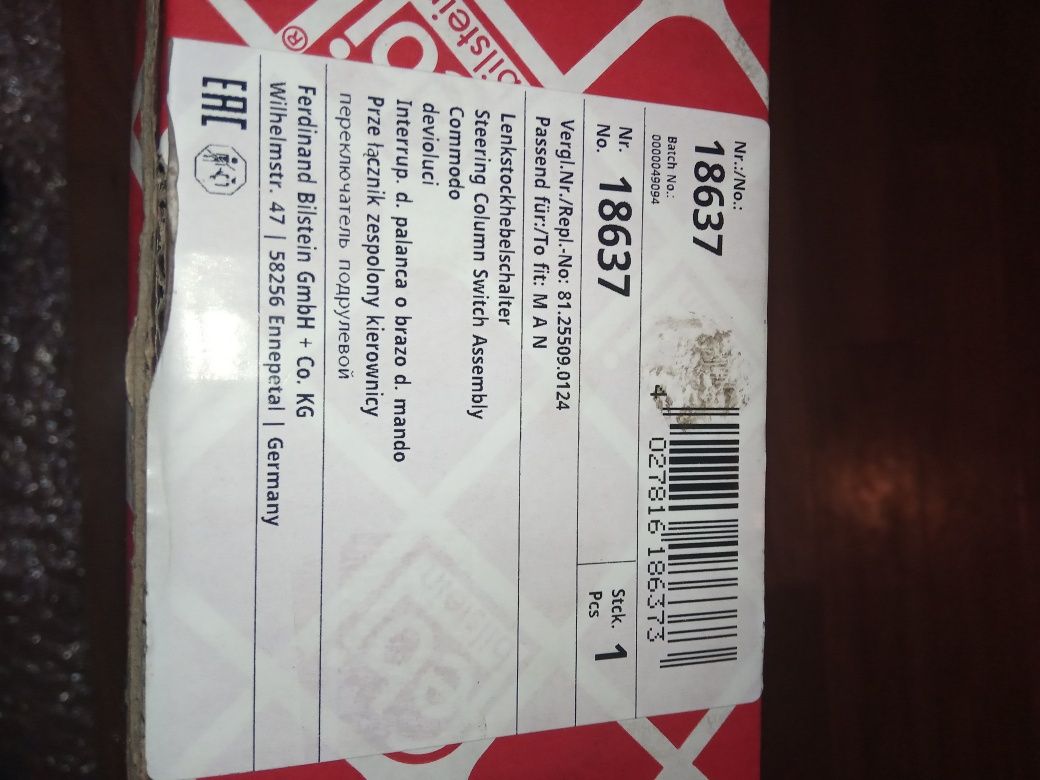 bilstein
®
Nr.:/No.:
18637
Batch No.:
0000049094
4 027816 186373
Nr.
No. 18637
Stck.
Pcs 1
Vergl.Nr./Repl.-No: 81.25509.0124
Passend für:/To fit: M A N
Lenkstockhebelschalter
Steering Column Switch Assembly
Commodo
devioluci
Interrup. d. palanca o brazo d. mando
Prze łącznik zespolony kierownicy
переключатель подрулевой
Ferdinand Bilstein GmbH + Co. KG
Wilhelmstr. 47 | 58256 Ennepetal | Germany
EAC